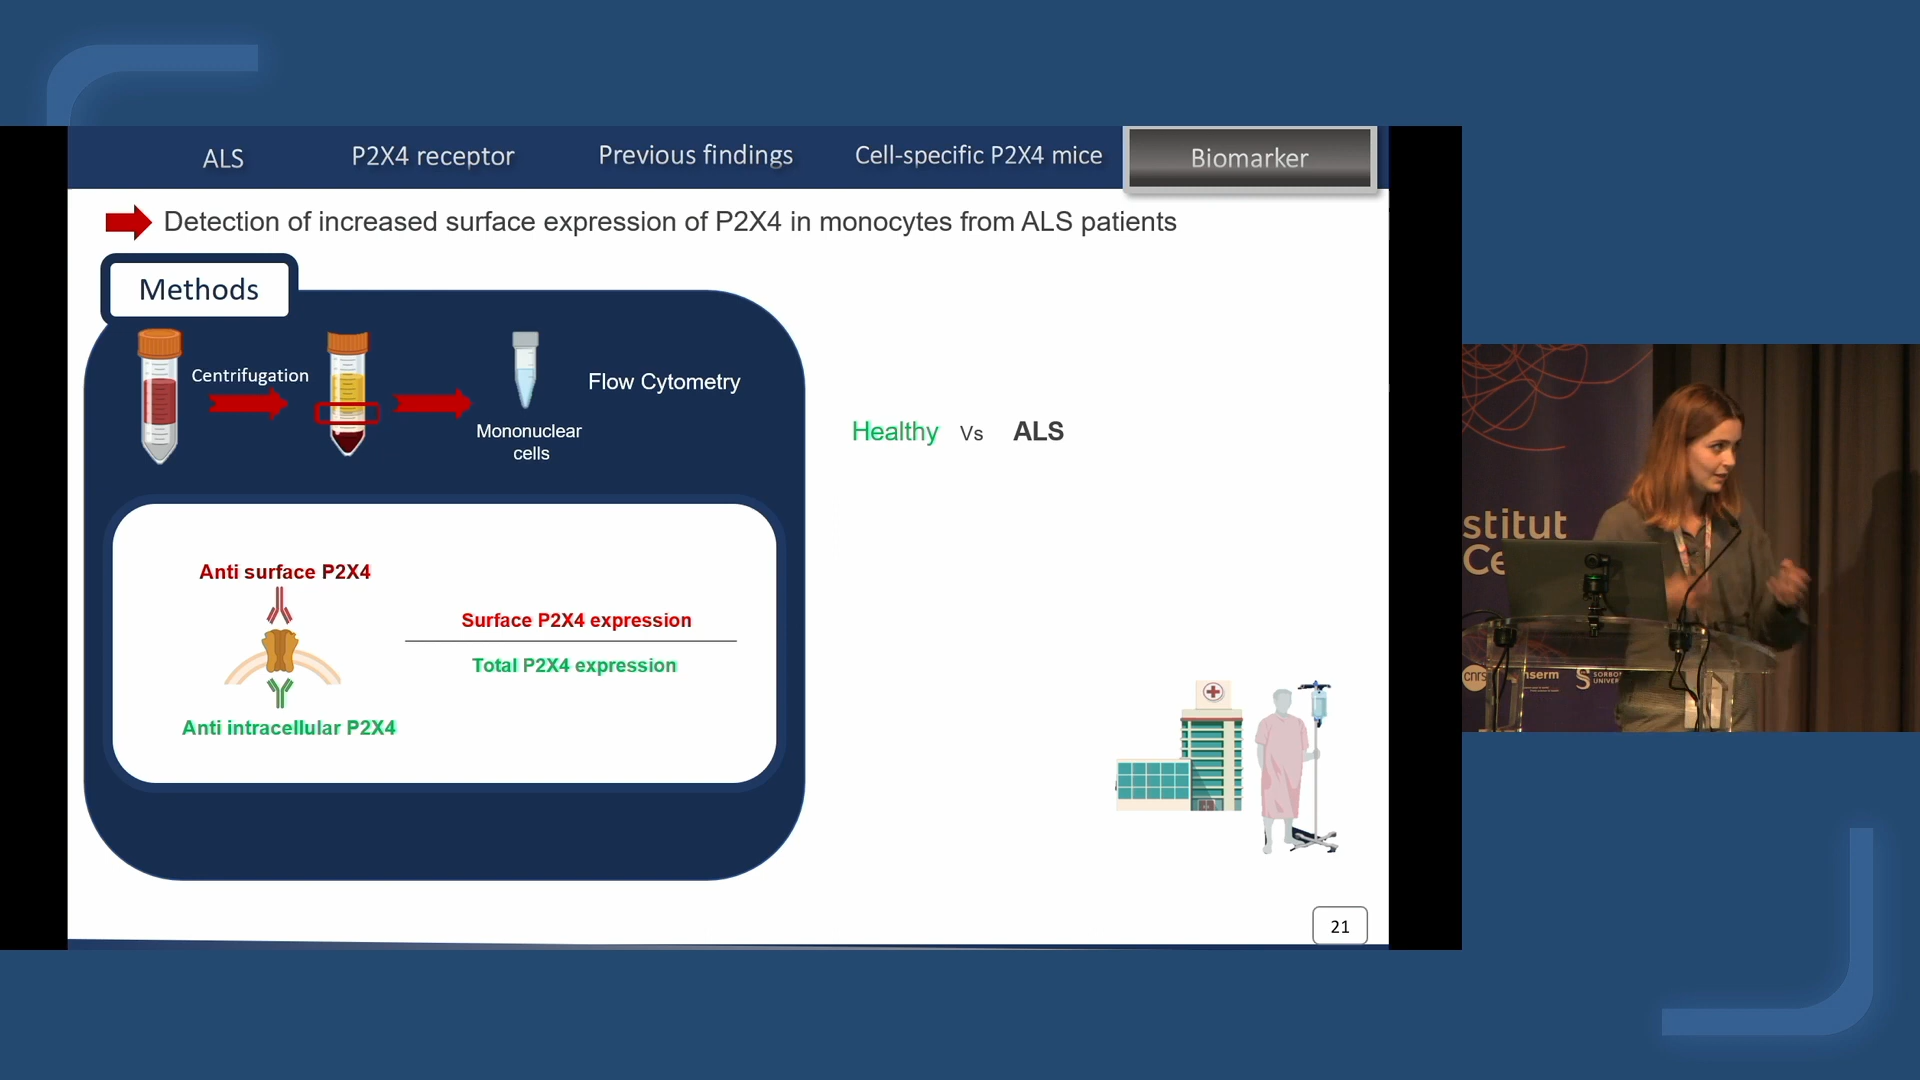 ALS
P2X4 receptor
Previous findings
Cell-specific P2X4 mice
Biomarker
Detection of increased surface expression of P2X4 in monocytes from ALS patients
Methods
Centrifugation
Flow Cytometry
Mononuclear
cells
Healthy Vs ALS
Anti surface P2X4
Surface P2X4 expression
Total P2X4 expression
Anti intracellular P2X4
21
stitut
Ce
cnrs
nserm
SORBO
UNIVER